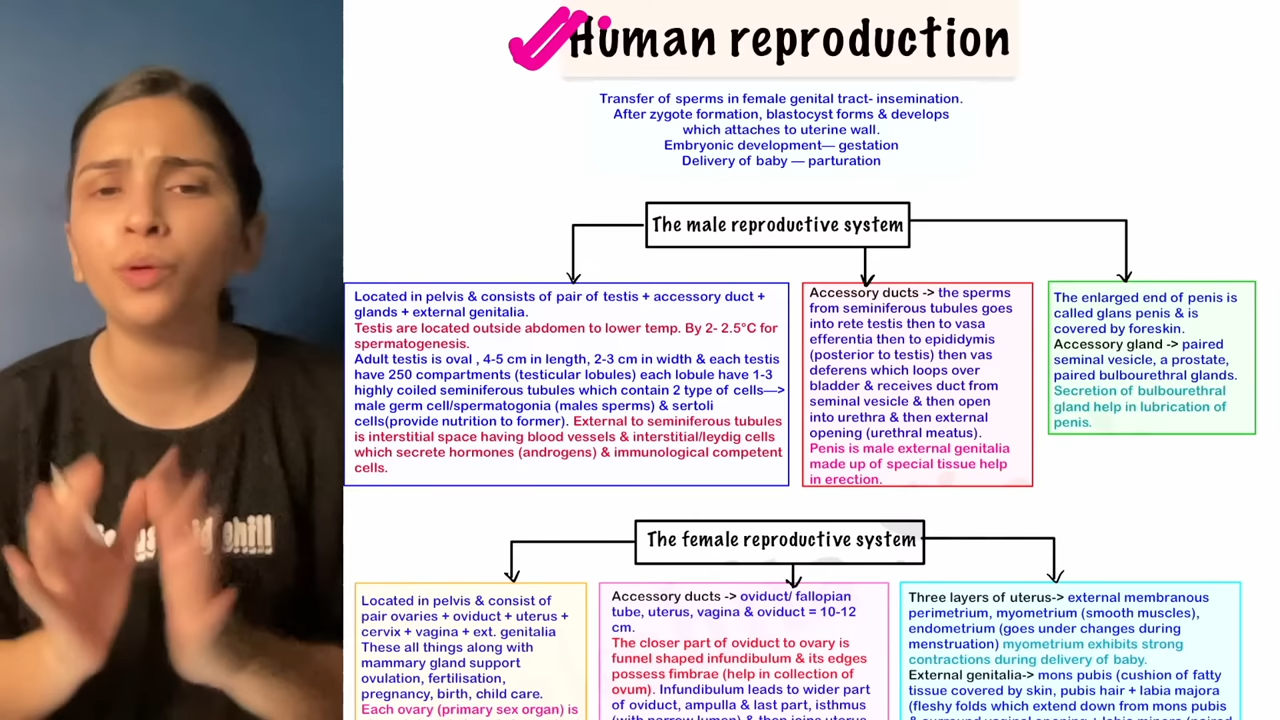 Human reproduction
Transfer of sperms in female genital tract- insemination.
After zygote formation, blastocyst forms & develops
which attaches to uterine wall.
Embryonic development— gestation
Delivery of baby — parturation
The male reproductive system
Located in pelvis & consists of pair of testis + accessory duct +
glands + external genitalia.
Testis are located outside abdomen to lower temp. By 2- 2.5°C for
spermatogenesis.
Adult testis is oval , 4-5 cm in length, 2-3 cm in width & each testis
have 250 compartments (testicular lobules) each lobule have 1-3
highly coiled seminiferous tubules which contain 2 type of cells—>
male germ cell/spermatogonia (males sperms) & sertoli
cells(provide nutrition to former). External to seminiferous tubules
is interstitial space having blood vessels & interstitial/leydig cells
which secrete hormones (androgens) & immunological competent
cells.
Accessory ducts -> the sperms
from seminiferous tubules goes
into rete testis then to vasa
efferentia then to epididymis
(posterior to testis) then vas
deferens which loops over
bladder & receives duct from
seminal vesicle & then open
into urethra & then external
opening (urethral meatus).
Penis is male external genitalia
made up of special tissue help
in erection.
The enlarged end of penis is
called glans penis & is
covered by foreskin.
Accessory gland -> paired
seminal vesicle, a prostate,
paired bulbourethral glands.
Secretion of bulbourethral
gland help in lubrication of
penis.
The female reproductive system
Located in pelvis & consist of
pair ovaries + oviduct + uterus +
cervix + vagina + ext. genitalia
These all things along with
mammary gland support
ovulation, fertilisation,
pregnancy, birth, child care.
Each ovary (primary sex organ) is
Accessory ducts -> oviduct/ fallopian
tube, uterus, vagina & oviduct = 10-12
cm.
The closer part of oviduct to ovary is
funnel shaped infundibulum & its edges
possess fimbrae (help in collection of
ovum). Infundibulum leads to wider part
of oviduct, ampulla & last part, isthmus
(with narrow lumen) & then joins uterus
Three layers of uterus-> external membranous
perimetrium, myometrium (smooth muscles),
endometrium (goes under changes during
menstruation) myometrium exhibits strong
contractions during delivery of baby.
External genitalia-> mons pubis (cushion of fatty
tissue covered by skin, pubis hair + labia majora
(fleshy folds which extend down from mons pubis
& surround vaginal opening + labia minora (paired